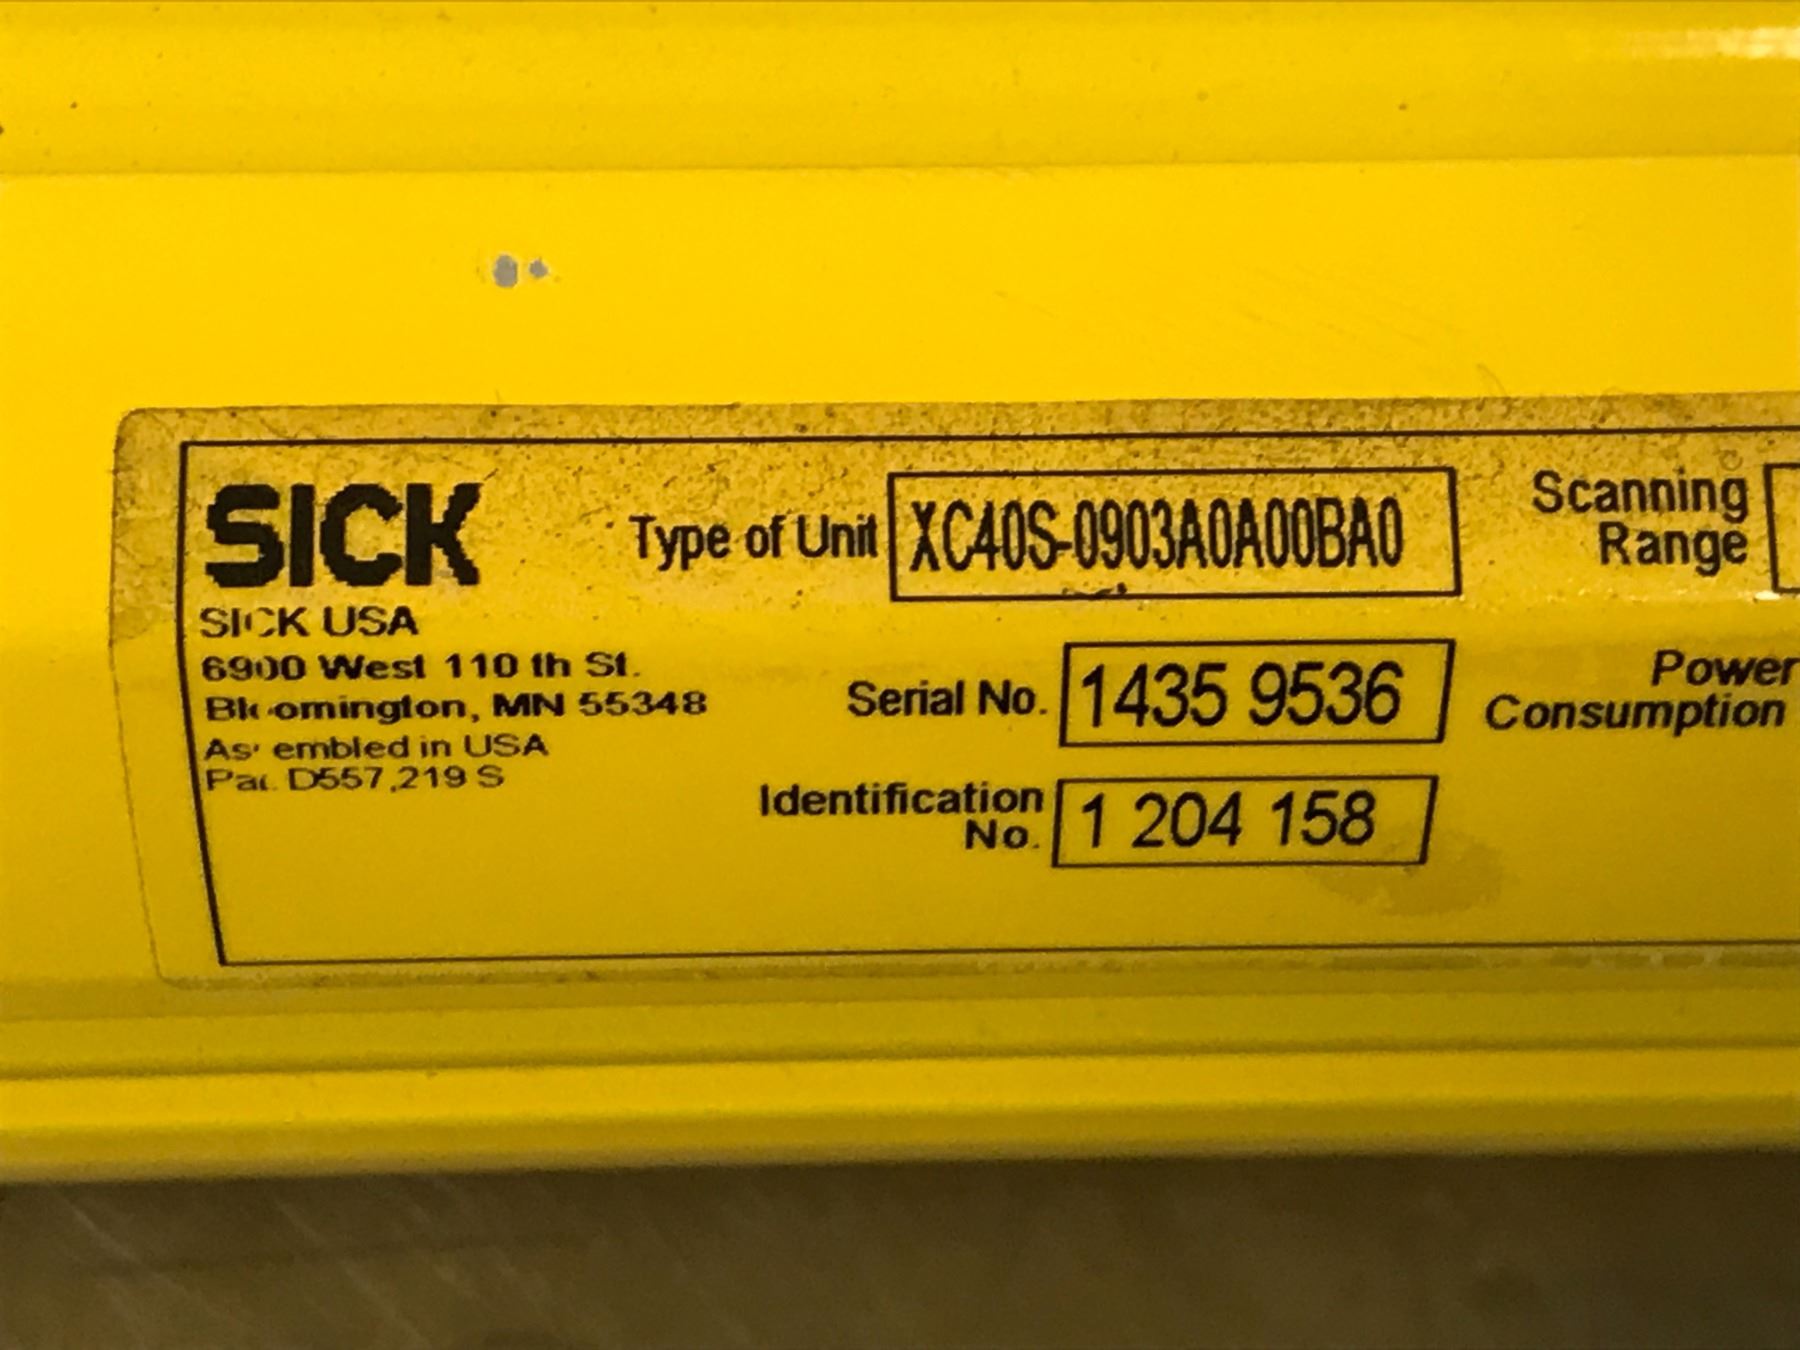 SICK
Type of Unit XC40S-0903A0A00BA0
Scanning
Range
SICK USA
6900 West 110 th St.
Bloomington, MN 55348
Assembled in USA
Pat. D557,219 S
Serial No. 1435 9536
Power
Consumption
Identification
No. 1 204 158